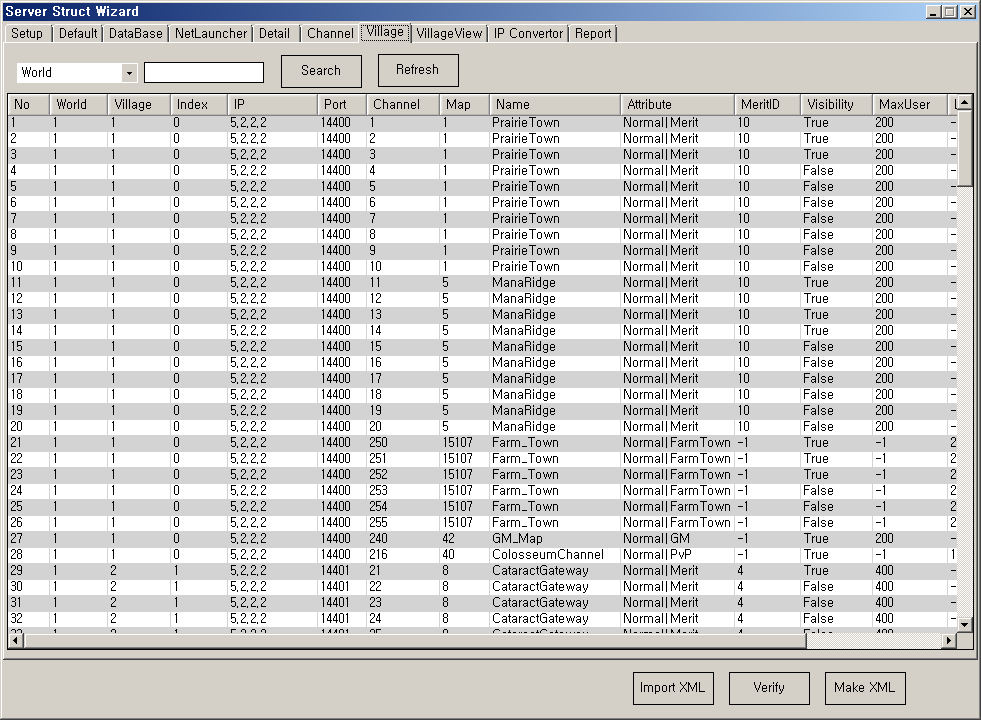 Server Struct Wizard
Setup Default DataBase NetLauncher Detail Channel Village VillageView IP Convertor Report
World Search Refresh
No World Village Index IP Port Channel Map Name Attribute MeritID Visibility MaxUser
1 1 1 0 5,2,2,2 14400 1 1 PrairieTown Normal|Merit 10 True 200 -
2 1 1 0 5,2,2,2 14400 2 1 PrairieTown Normal|Merit 10 True 200 -
3 1 1 0 5,2,2,2 14400 3 1 PrairieTown Normal|Merit 10 True 200 -
4 1 1 0 5,2,2,2 14400 4 1 PrairieTown Normal|Merit 10 False 200 -
5 1 1 0 5,2,2,2 14400 5 1 PrairieTown Normal|Merit 10 False 200 -
6 1 1 0 5,2,2,2 14400 6 1 PrairieTown Normal|Merit 10 False 200 -
7 1 1 0 5,2,2,2 14400 7 1 PrairieTown Normal|Merit 10 False 200 -
8 1 1 0 5,2,2,2 14400 8 1 PrairieTown Normal|Merit 10 False 200 -
9 1 1 0 5,2,2,2 14400 9 1 PrairieTown Normal|Merit 10 False 200 -
10 1 1 0 5,2,2,2 14400 10 1 PrairieTown Normal|Merit 10 False 200 -
11 1 1 0 5,2,2,2 14400 11 5 ManaRidge Normal|Merit 10 True 200 -
12 1 1 0 5,2,2,2 14400 12 5 ManaRidge Normal|Merit 10 True 200 -
13 1 1 0 5,2,2,2 14400 13 5 ManaRidge Normal|Merit 10 True 200 -
14 1 1 0 5,2,2,2 14400 14 5 ManaRidge Normal|Merit 10 True 200 -
15 1 1 0 5,2,2,2 14400 15 5 ManaRidge Normal|Merit 10 False 200 -
16 1 1 0 5,2,2,2 14400 16 5 ManaRidge Normal|Merit 10 False 200 -
17 1 1 0 5,2,2,2 14400 17 5 ManaRidge Normal|Merit 10 False 200 -
18 1 1 0 5,2,2,2 14400 18 5 ManaRidge Normal|Merit 10 False 200 -
19 1 1 0 5,2,2,2 14400 19 5 ManaRidge Normal|Merit 10 False 200 -
20 1 1 0 5,2,2,2 14400 20 5 ManaRidge Normal|Merit 10 False 200 -
21 1 1 0 5,2,2,2 14400 250 15107 Farm_Town Normal|FarmTown -1 True -1 2
22 1 1 0 5,2,2,2 14400 251 15107 Farm_Town Normal|FarmTown -1 True -1 2
23 1 1 0 5,2,2,2 14400 252 15107 Farm_Town Normal|FarmTown -1 True -1 2
24 1 1 0 5,2,2,2 14400 253 15107 Farm_Town Normal|FarmTown -1 False -1 2
25 1 1 0 5,2,2,2 14400 254 15107 Farm_Town Normal|FarmTown -1 False -1 2
26 1 1 0 5,2,2,2 14400 255 15107 Farm_Town Normal|FarmTown -1 False -1 2
27 1 1 0 5,2,2,2 14400 240 42 GM_Map Normal|GM -1 True 200 -
28 1 1 0 5,2,2,2 14400 216 40 ColosseumChannel Normal|PvP -1 True -1 1
29 1 2 1 5,2,2,2 14401 21 8 CataractGateway Normal|Merit 4 True 400 -
30 1 2 1 5,2,2,2 14401 22 8 CataractGateway Normal|Merit 4 False 400 -
31 1 2 1 5,2,2,2 14401 23 8 CataractGateway Normal|Merit 4 False 400 -
32 1 2 1 5,2,2,2 14401 24 8 CataractGateway Normal|Merit 4 False 400 -
Import XML Verify Make XML